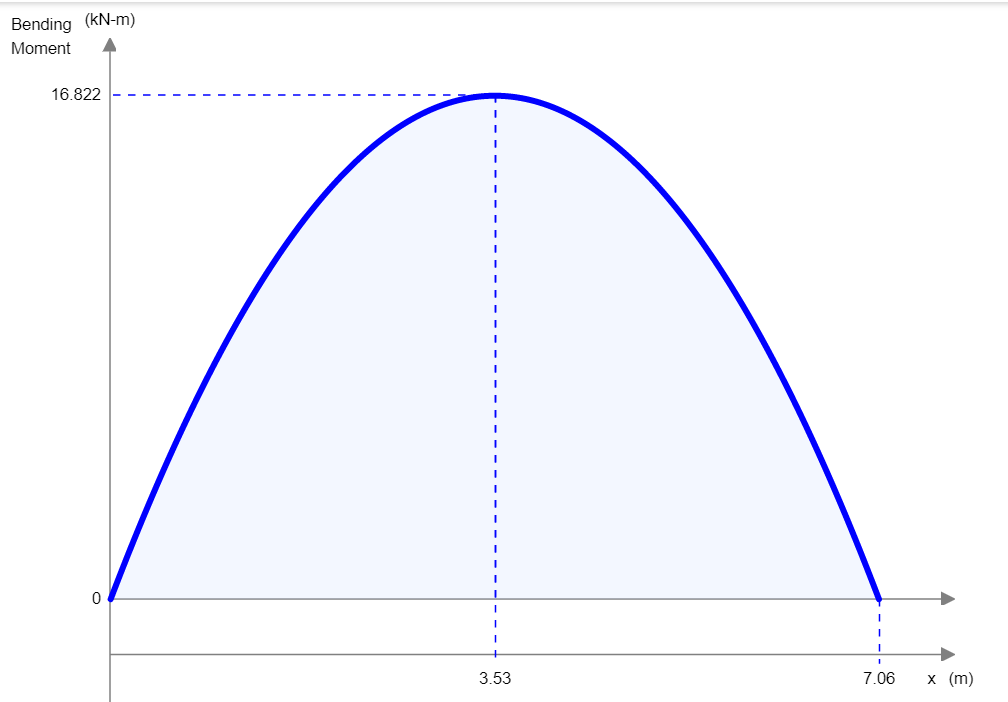 Bending (kN-m)
Moment
16.822
0
3.53
7.06 x (m)